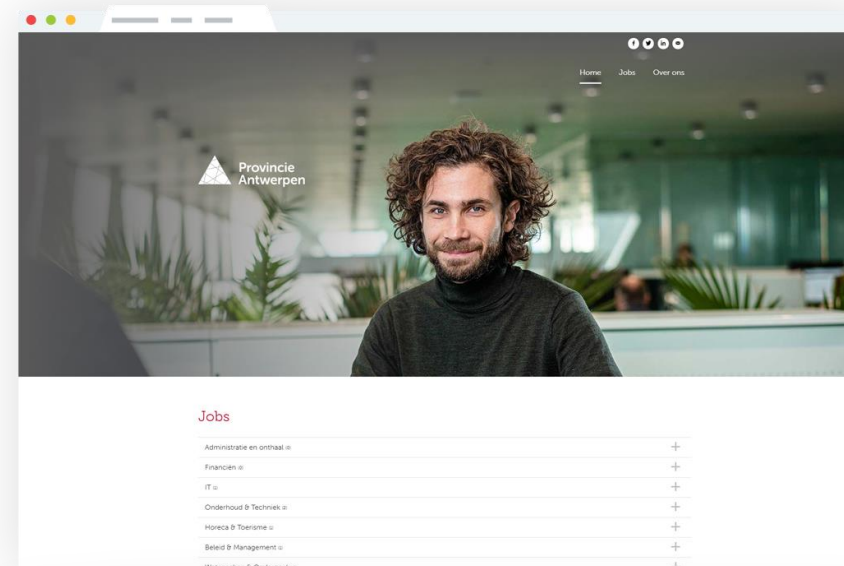 Home Jobs Over ons
Provincie
Antwerpen
Jobs
Administratie en onthaal
Financiën
IT
Onderhoud & Techniek
Horeca & Toerisme
Beleid & Management